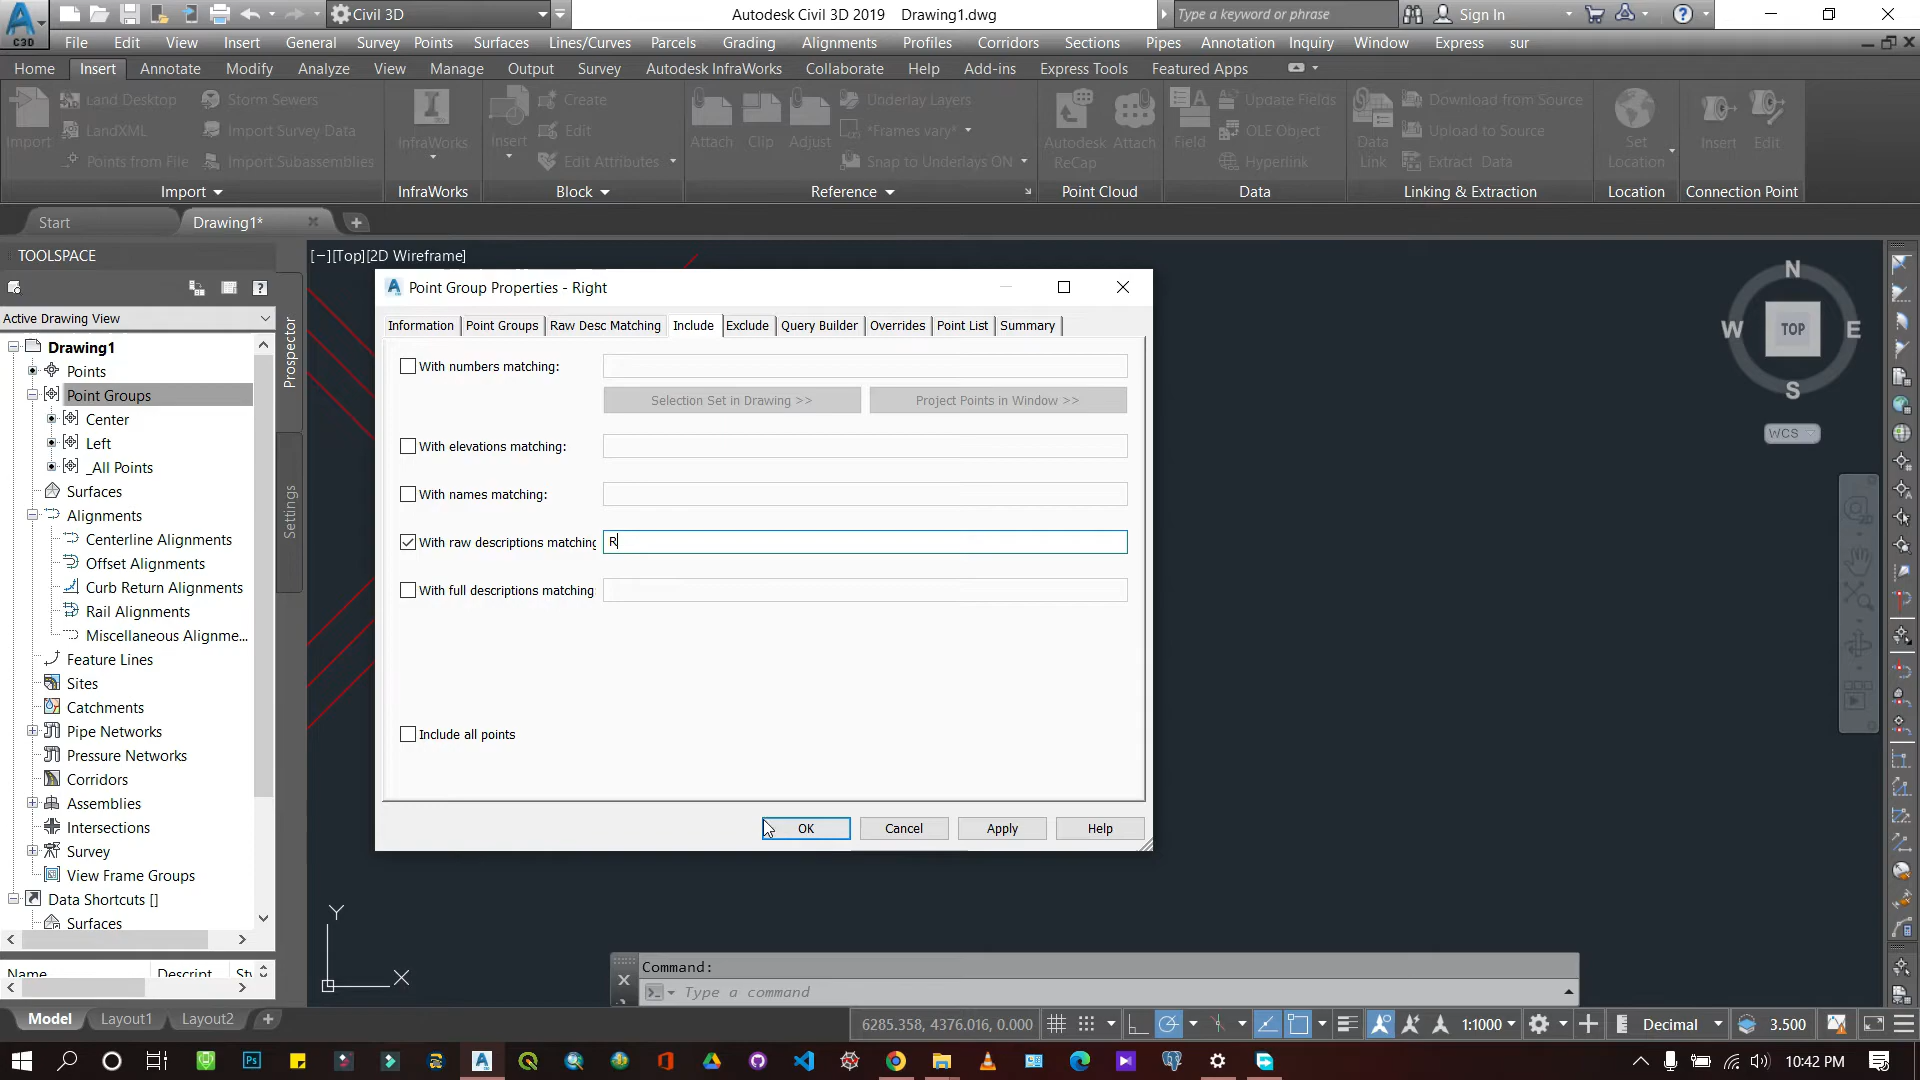 Civil 3D
Autodesk Civil 3D 2019 Drawing1.dwg
Type a keyword or phrase
Sign In
C3D
File Edit View Insert General Survey Points Surfaces Lines/Curves Parcels Grading Alignments Profiles Corridors Sections Pipes Annotation Inquiry Window Express sur
Home Insert Annotate Modify Analyze View Manage Output Survey Autodesk InfraWorks Collaborate Help Add-ins Express Tools Featured Apps
Land Desktop Storm Sewers Create Underlay Layers Update Fields Download from Source
LandXML Import Survey Data Edit *Frames vary* OLE Object Upload to Source
Import InfraWorks Insert Attach Clip Adjust Autodesk ReCap Attach Field Data Link Set Location Insert Edit
Points from File Import Subassemblies Edit Attributes Snap to Underlays ON Hyperlink Extract Data
Import InfraWorks Block Reference Point Cloud Data Linking & Extraction Location Connection Point
Start Drawing1*
TOOLSPACE
[−][Top][2D Wireframe]
Active Drawing View
Prospector
Settings
Drawing1
Points
Point Groups
Center
Left
_All Points
Surfaces
Alignments
Centerline Alignments
Offset Alignments
Curb Return Alignments
Rail Alignments
Miscellaneous Alignme...
Feature Lines
Sites
Catchments
Pipe Networks
Pressure Networks
Corridors
Assemblies
Intersections
Survey
View Frame Groups
Data Shortcuts []
Surfaces
Name Descript Sty
Point Group Properties - Right
Information Point Groups Raw Desc Matching Include Exclude Query Builder Overrides Point List Summary
With numbers matching:
Selection Set in Drawing >> Project Points in Window >>
With elevations matching:
With names matching:
With raw descriptions matching R
With full descriptions matching
Include all points
OK Cancel Apply Help
N
W TOP E
S
WCS
Y
X
Command:
Type a command
Model Layout1 Layout2
6285.358, 4376.016, 0.000 1:1000 Decimal 3.500
Ps
10:42 PM